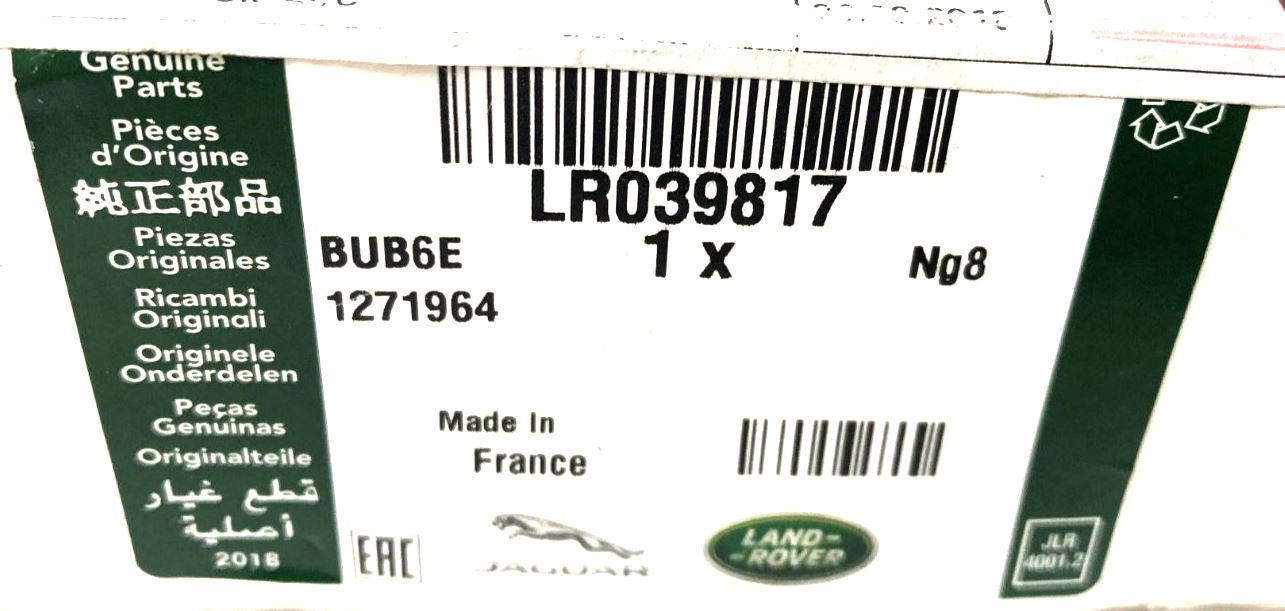 Genuine
Parts
Pièces
d'Origine
純正部品
Piezas
Originales
Ricambi
Originali
Originele
Onderdelen
Peças
Genuinas
Originalteile
قطع غيار
أصلية
2018
LR039817
BUB6E 1 x Ng8
1271964
Made In
France
EAC
JAGUAR
LAND-
-ROVER
JLR
4001.2